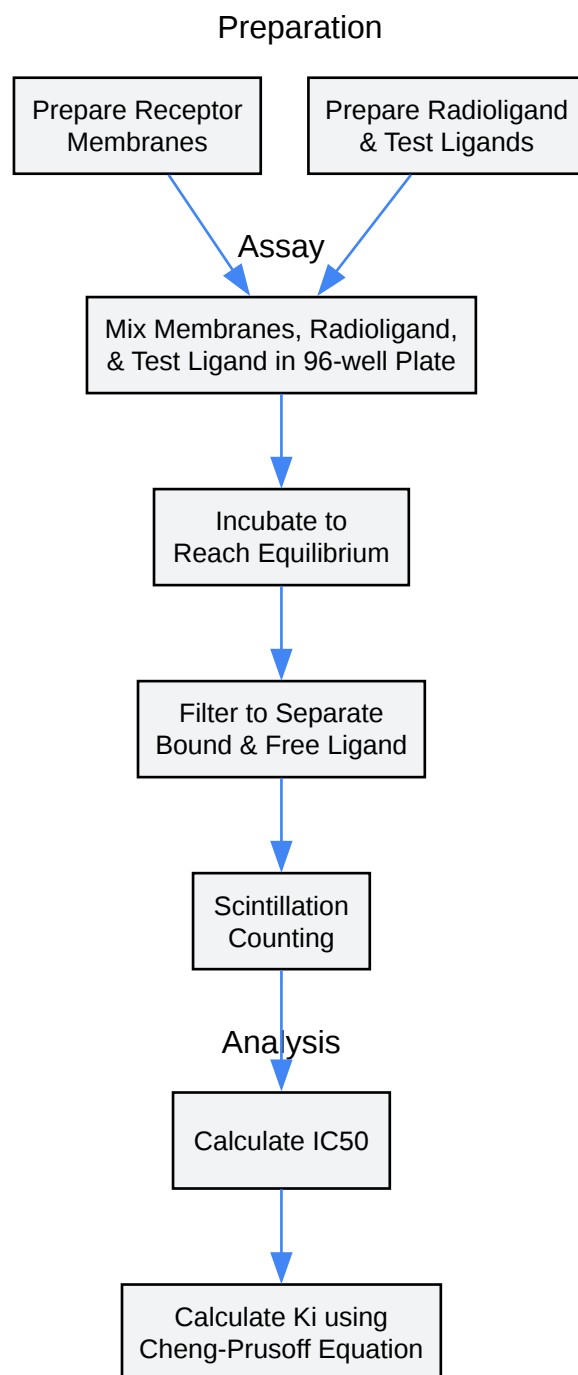 Preparation
Prepare Receptor
Membranes
Prepare Radioligand
& Test Ligands
Assay
Mix Membranes, Radioligand,
& Test Ligand in 96-well Plate
Incubate to
Reach Equilibrium
Filter to Separate
Bound & Free Ligand
Scintillation
Counting
Analysis
Calculate IC50
Calculate Ki using
Cheng-Prusoff Equation